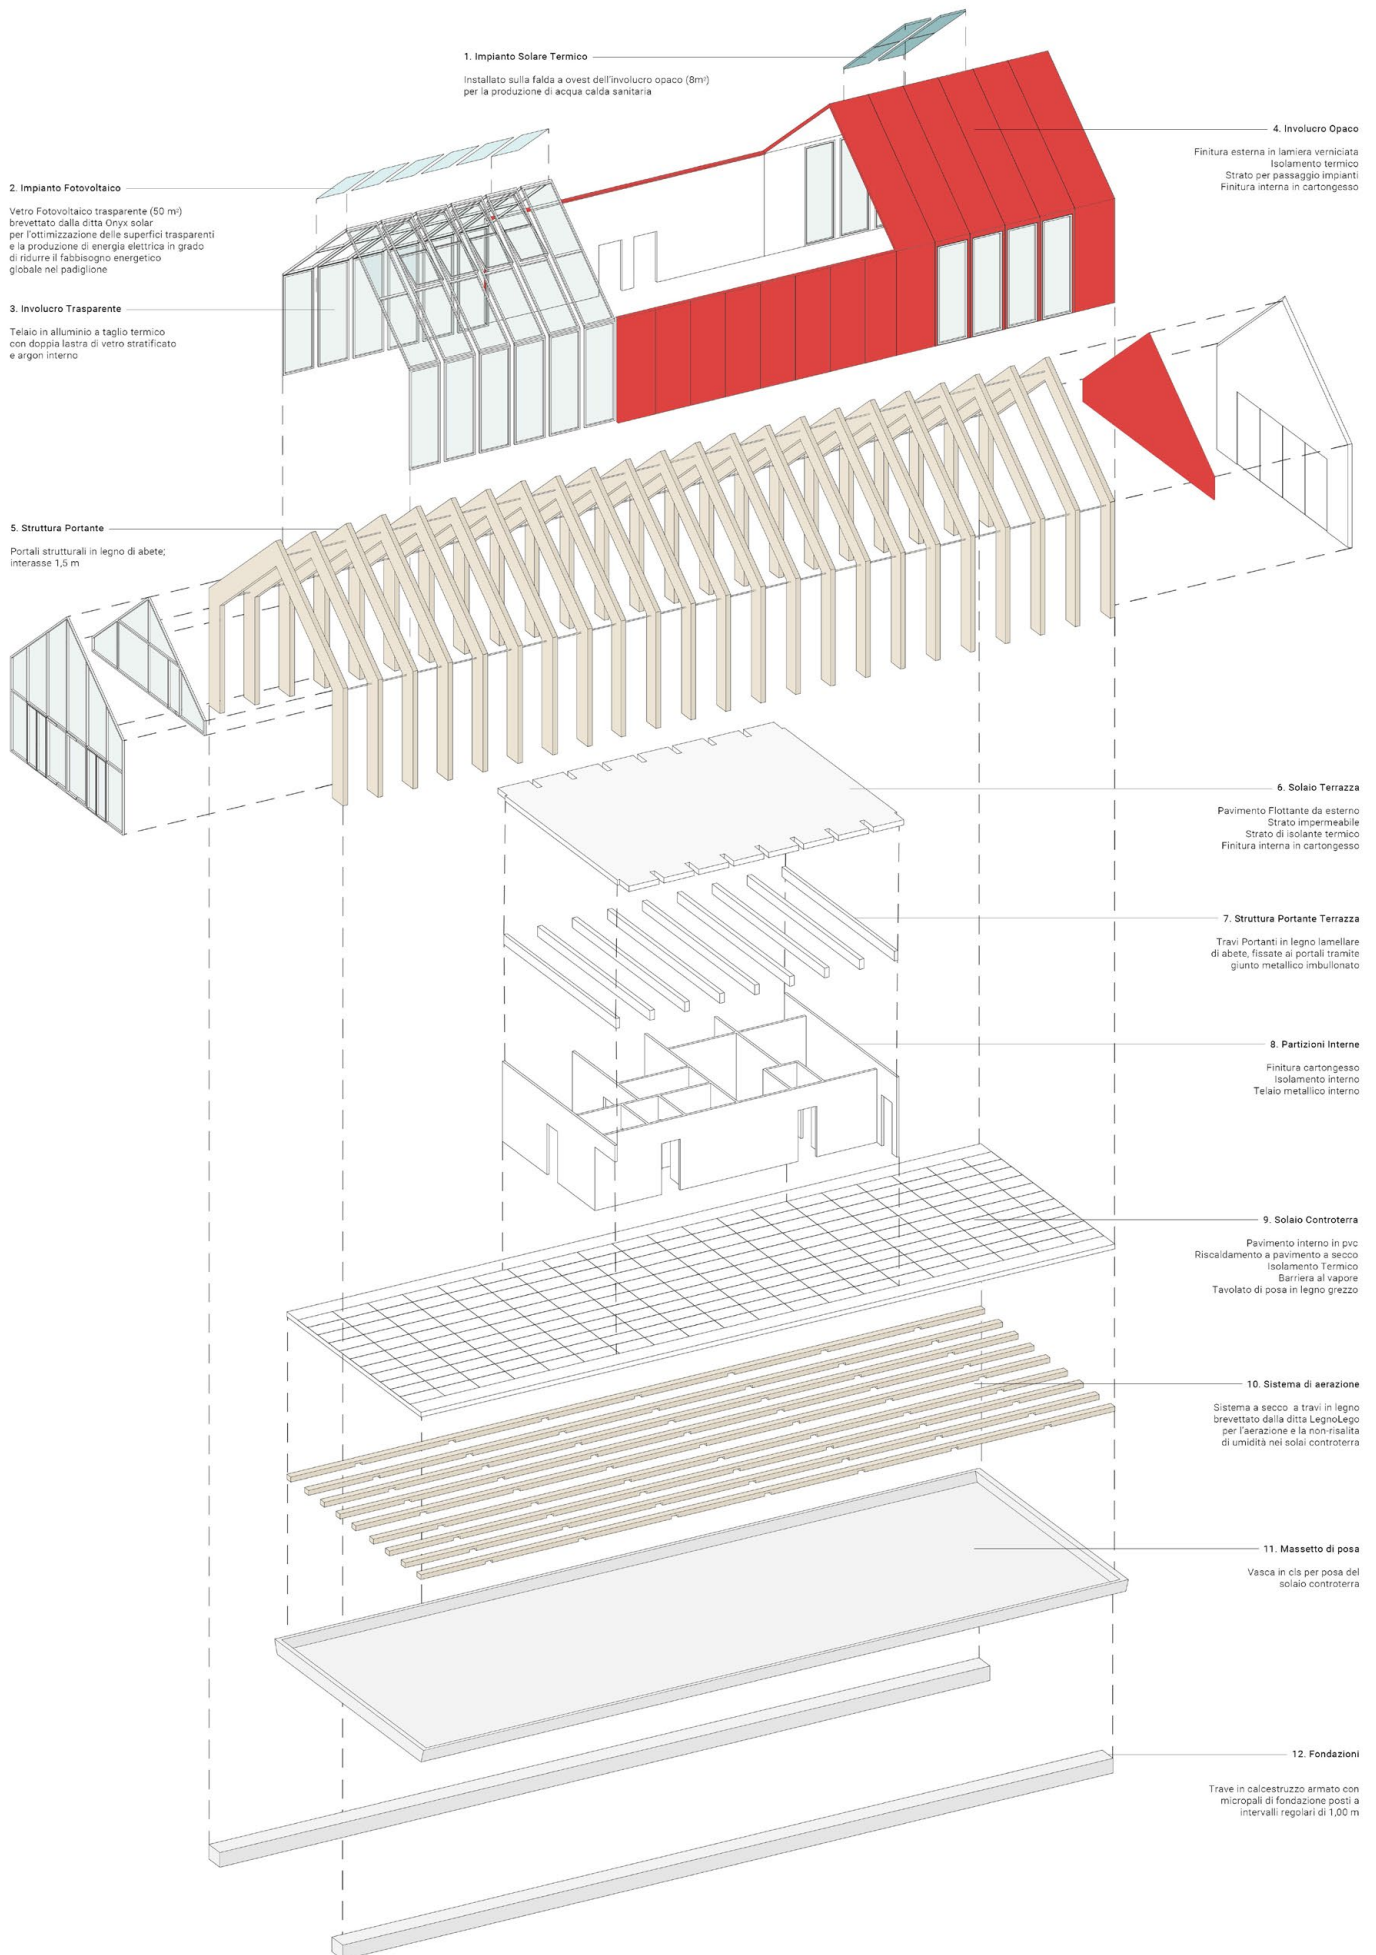 1. Impianto Solare Termico
Installato sulla falda a ovest dell'involucro opaco (8m²)
per la produzione di acqua calda sanitaria
2. Impianto Fotovoltaico
Vetro Fotovoltaico trasparente (50 m²)
brevettato dalla ditta Onyx solar
per l'ottimizzazione delle superfici trasparenti
e la produzione di energia elettrica in grado
di ridurre il fabbisogno energetico
globale nel padiglione
3. Involucro Trasparente
Telaio in alluminio a taglio termico
con doppia lastra di vetro stratificato
e argon interno
4. Involucro Opaco
Finitura esterna in lamiera verniciata
Isolamento termico
Strato per passaggio impianti
Finitura interna in cartongesso
5. Struttura Portante
Portali strutturali in legno di abete;
interasse 1,5 m
6. Solaio Terrazza
Pavimento Flottante da esterno
Strato impermeabile
Strato di isolante termico
Finitura interna in cartongesso
7. Struttura Portante Terrazza
Travi Portanti in legno lamellare
di abete, fissate ai portali tramite
giunto metallico imbullonato
8. Partizioni Interne
Finitura cartongesso
Isolamento interno
Telaio metallico interno
9. Solaio Controterra
Pavimento interno in pvc
Riscaldamento a pavimento a secco
Isolamento Termico
Barriera al vapore
Tavolato di posa in legno grezzo
10. Sistema di aerazione
Sistema a secco a travi in legno
brevettato dalla ditta LegnoLego
per l'aerazione e la non-risalita
di umidità nei solai controterra
11. Massetto di posa
Vasca in cls per posa del
solaio controterra
12. Fondazioni
Trave in calcestruzzo armato con
micropali di fondazione posti a
intervalli regolari di 1,00 m